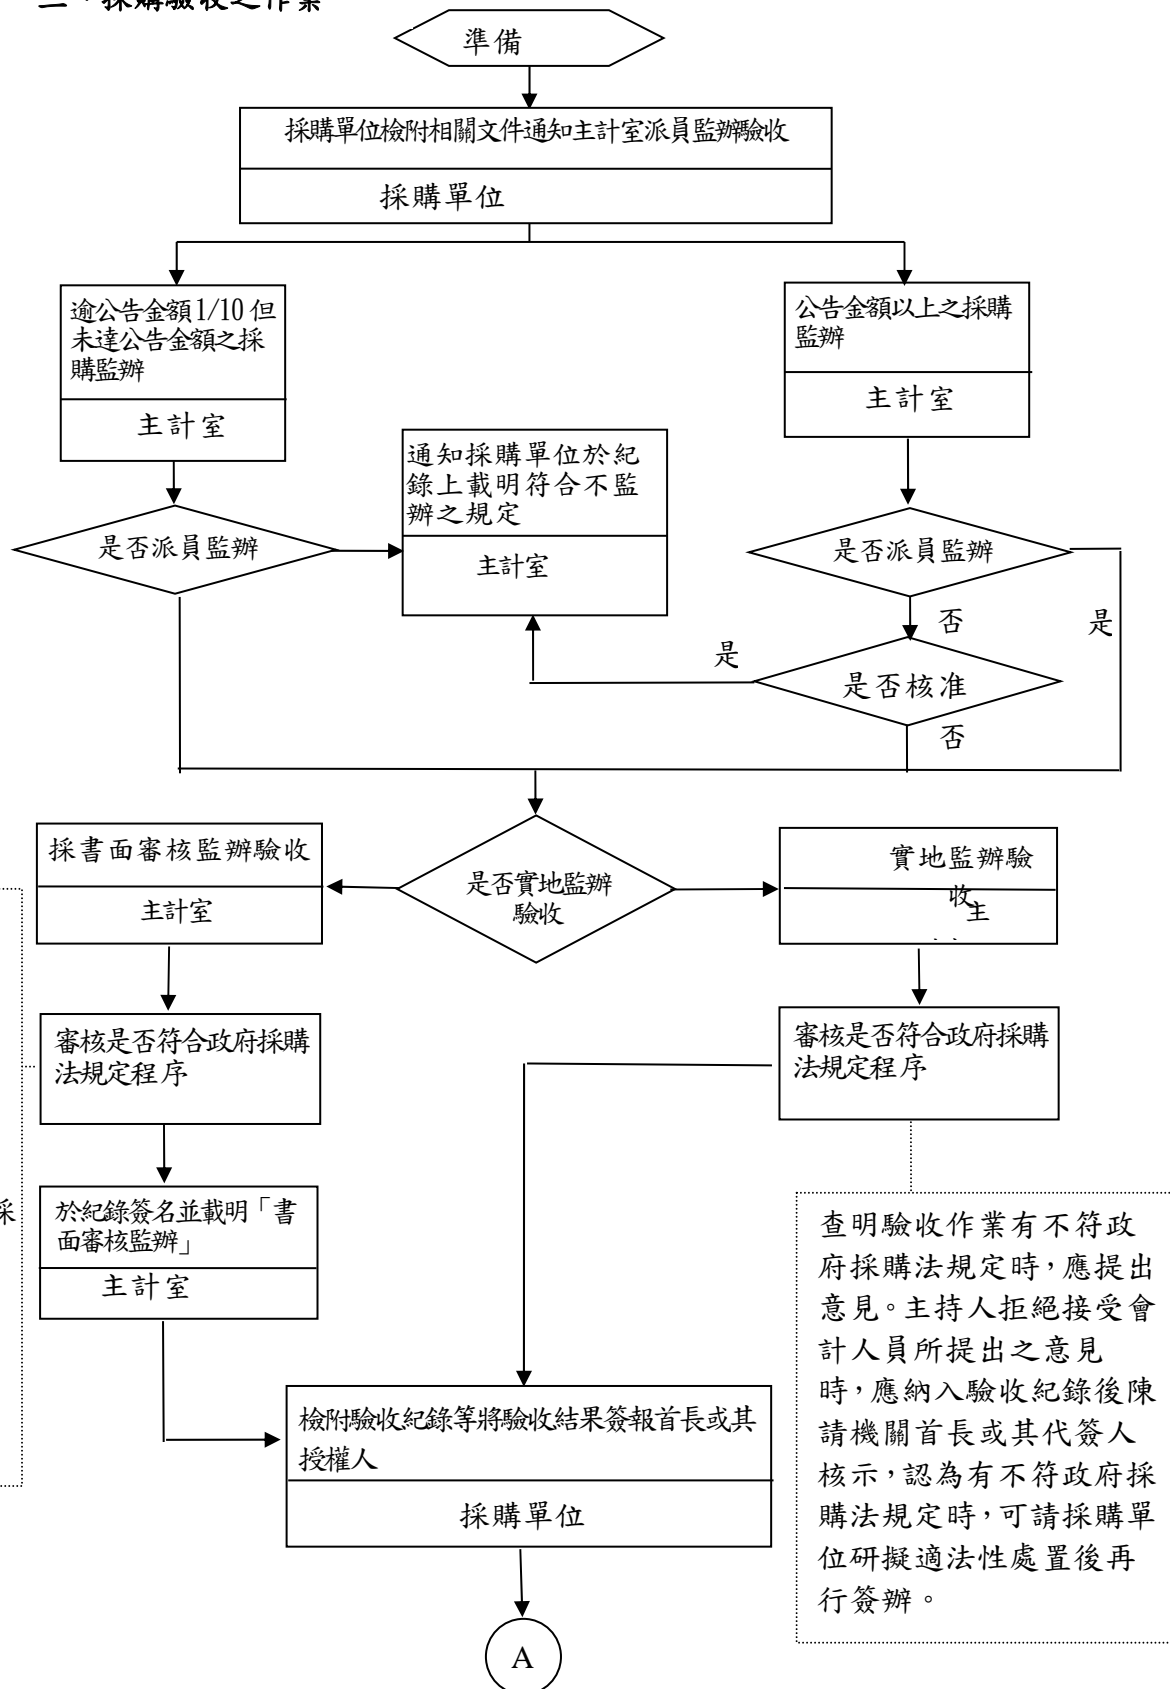 採購驗收之作業
準備
採購單位檢附相關文件通知主計室派員監辦驗收
採購單位
逾公告金額1/10但
未達公告金額之採
購監辦
主計室
公告金額以上之採購
監辦
主計室
通知採購單位於紀
錄上載明符合不監
辦之規定
主計室
是否派員監辦
是否派員監辦
否
是
是
是否核准
否
採書面審核監辦驗收
主計室
是否實地監辦
驗收
實地監辦驗
收
主
審核是否符合政府採購
法規定程序
審核是否符合政府採購
法規定程序
採
於紀錄簽名並載明「書
面審核監辦」
主計室
查明驗收作業有不符政
府採購法規定時，應提出
意見。主持人拒絕接受會
計人員所提出之意見
時，應納入驗收紀錄後陳
請機關首長或其代簽人
核示，認為有不符政府採
購法規定時，可請採購單
位研擬適法性處置後再
行簽辦。
檢附驗收紀錄等將驗收結果簽報首長或其
授權人
採購單位
A